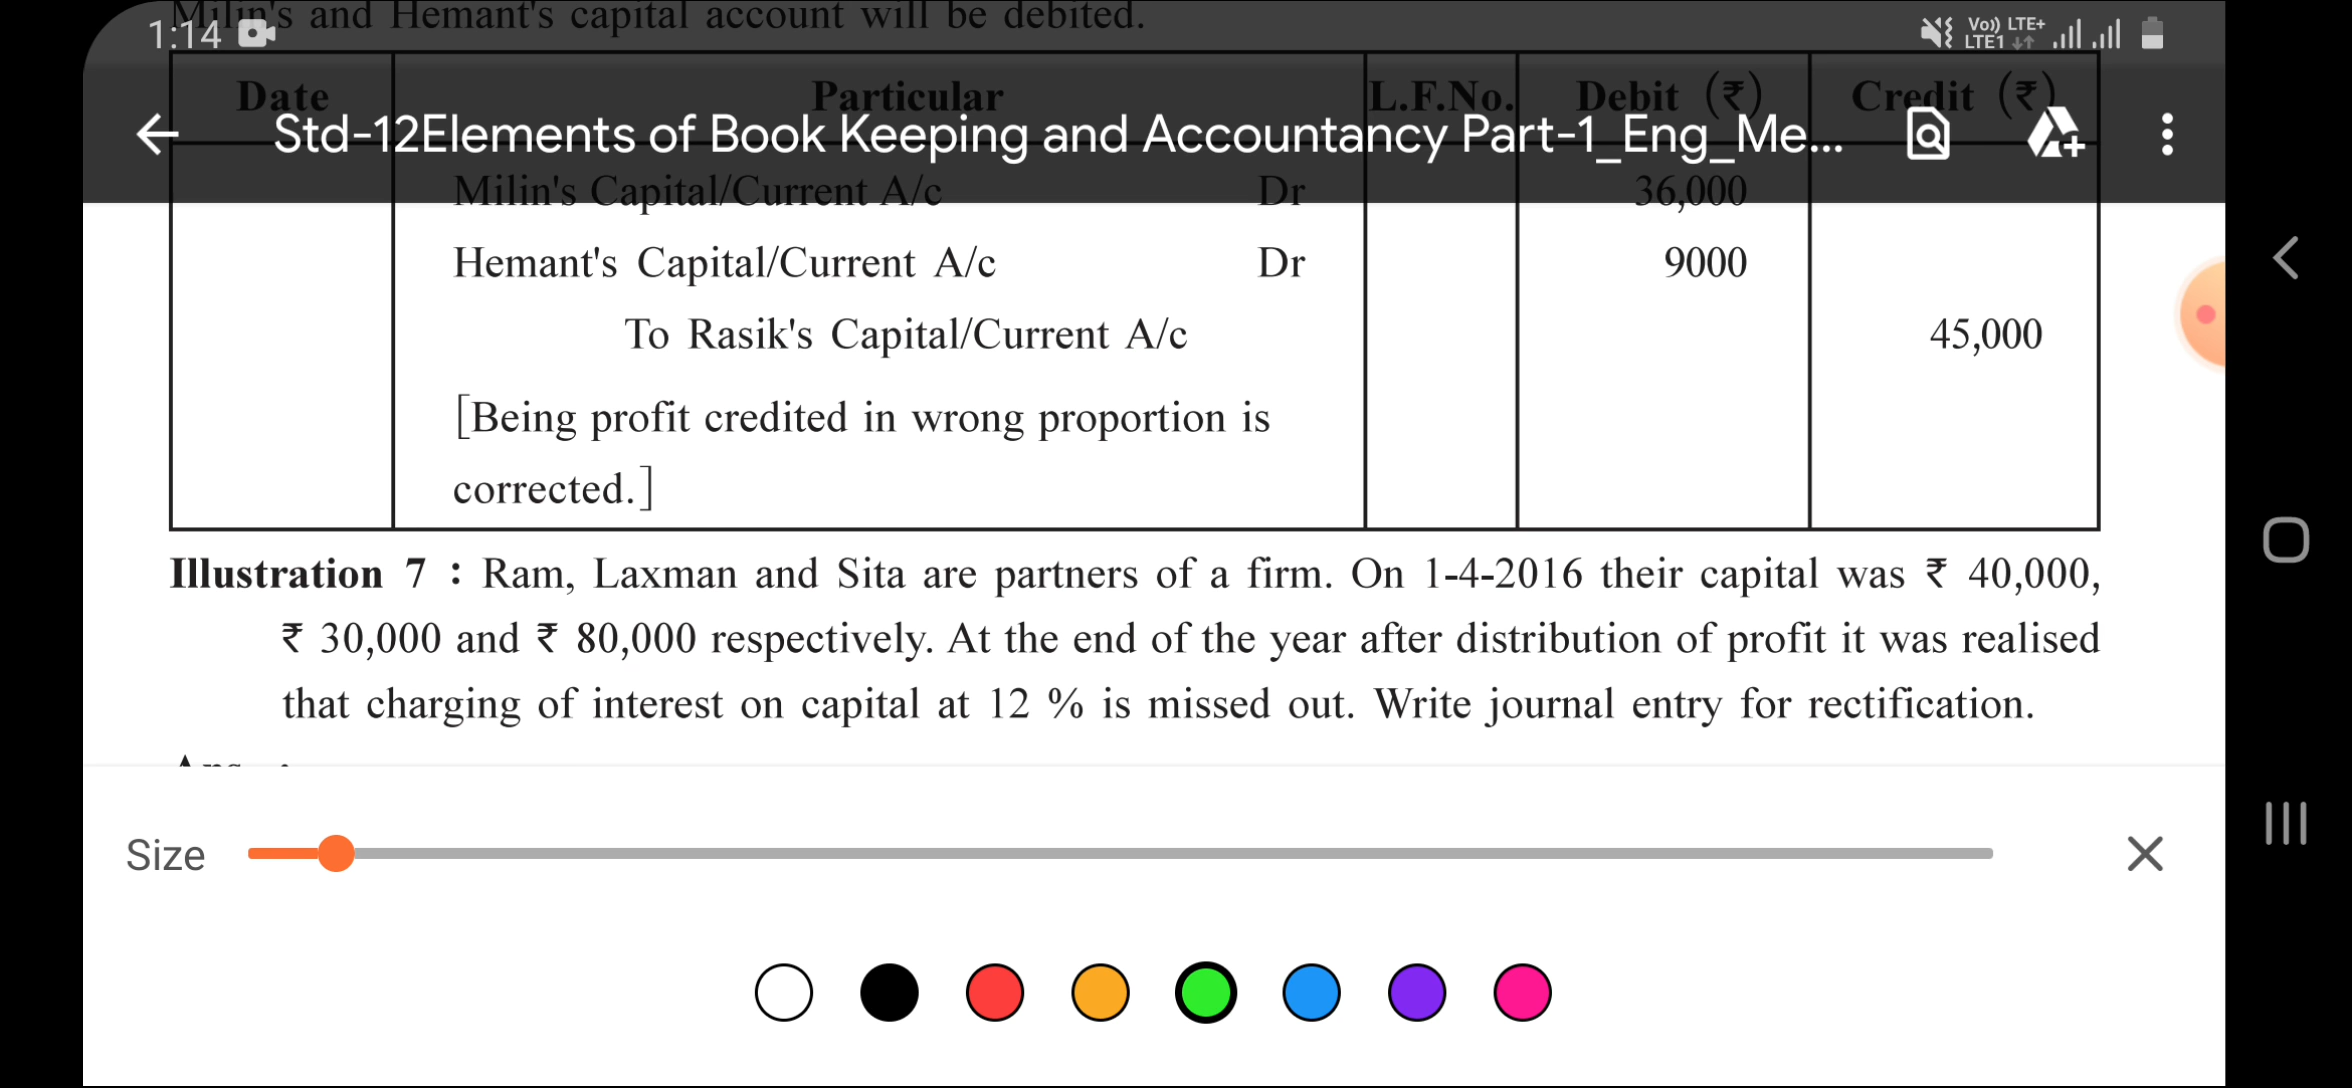 Milin's and Hemant's capital account will be debited.
1:14 Vo)) LTE+
LTE1
Date Particular L.F.No. Debit (₹) Credit (₹)
Std-12Elements of Book Keeping and Accountancy Part-1_Eng_Me...
Milin's Capital/Current A/c Dr 36,000
Hemant's Capital/Current A/c Dr 9000
To Rasik's Capital/Current A/c 45,000
[Being profit credited in wrong proportion is
corrected.]
Illustration 7 : Ram, Laxman and Sita are partners of a firm. On 1-4-2016 their capital was ₹ 40,000,
₹ 30,000 and ₹ 80,000 respectively. At the end of the year after distribution of profit it was realised
that charging of interest on capital at 12 % is missed out. Write journal entry for rectification.
Size